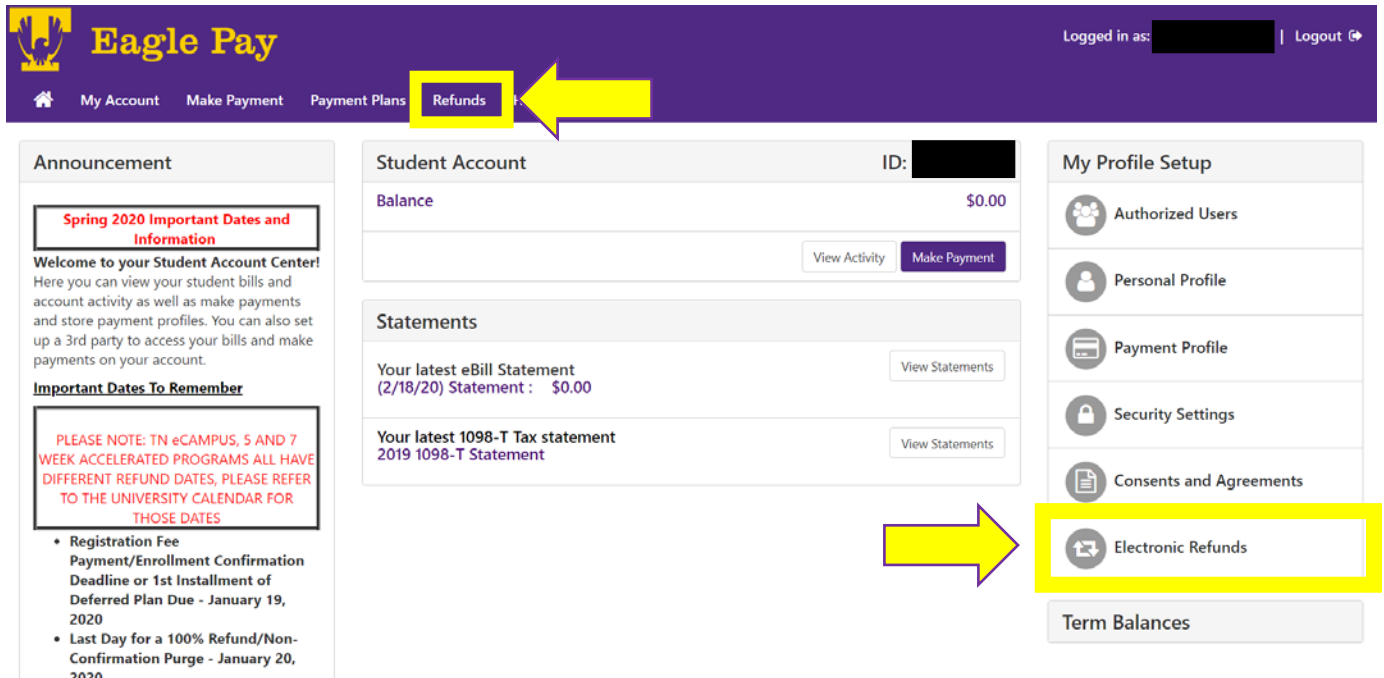 Eagle Pay
Logged in as: | Logout
My Account Make Payment Payment Plans Refunds
Announcement
Spring 2020 Important Dates and
Information
Welcome to your Student Account Center!
Here you can view your student bills and
account activity as well as make payments
and store payment profiles. You can also set
up a 3rd party to access your bills and make
payments on your account.
Important Dates To Remember
PLEASE NOTE: TN eCAMPUS, 5 AND 7
WEEK ACCELERATED PROGRAMS ALL HAVE
DIFFERENT REFUND DATES, PLEASE REFER
TO THE UNIVERSITY CALENDAR FOR
THOSE DATES
• Registration Fee
Payment/Enrollment Confirmation
Deadline or 1st Installment of
Deferred Plan Due - January 19,
2020
• Last Day for a 100% Refund/Non-
Confirmation Purge - January 20,
2020
Student Account ID:
Balance $0.00
View Activity Make Payment
Statements
Your latest eBill Statement
(2/18/20) Statement : $0.00
View Statements
Your latest 1098-T Tax statement
2019 1098-T Statement
View Statements
My Profile Setup
Authorized Users
Personal Profile
Payment Profile
Security Settings
Consents and Agreements
Electronic Refunds
Term Balances